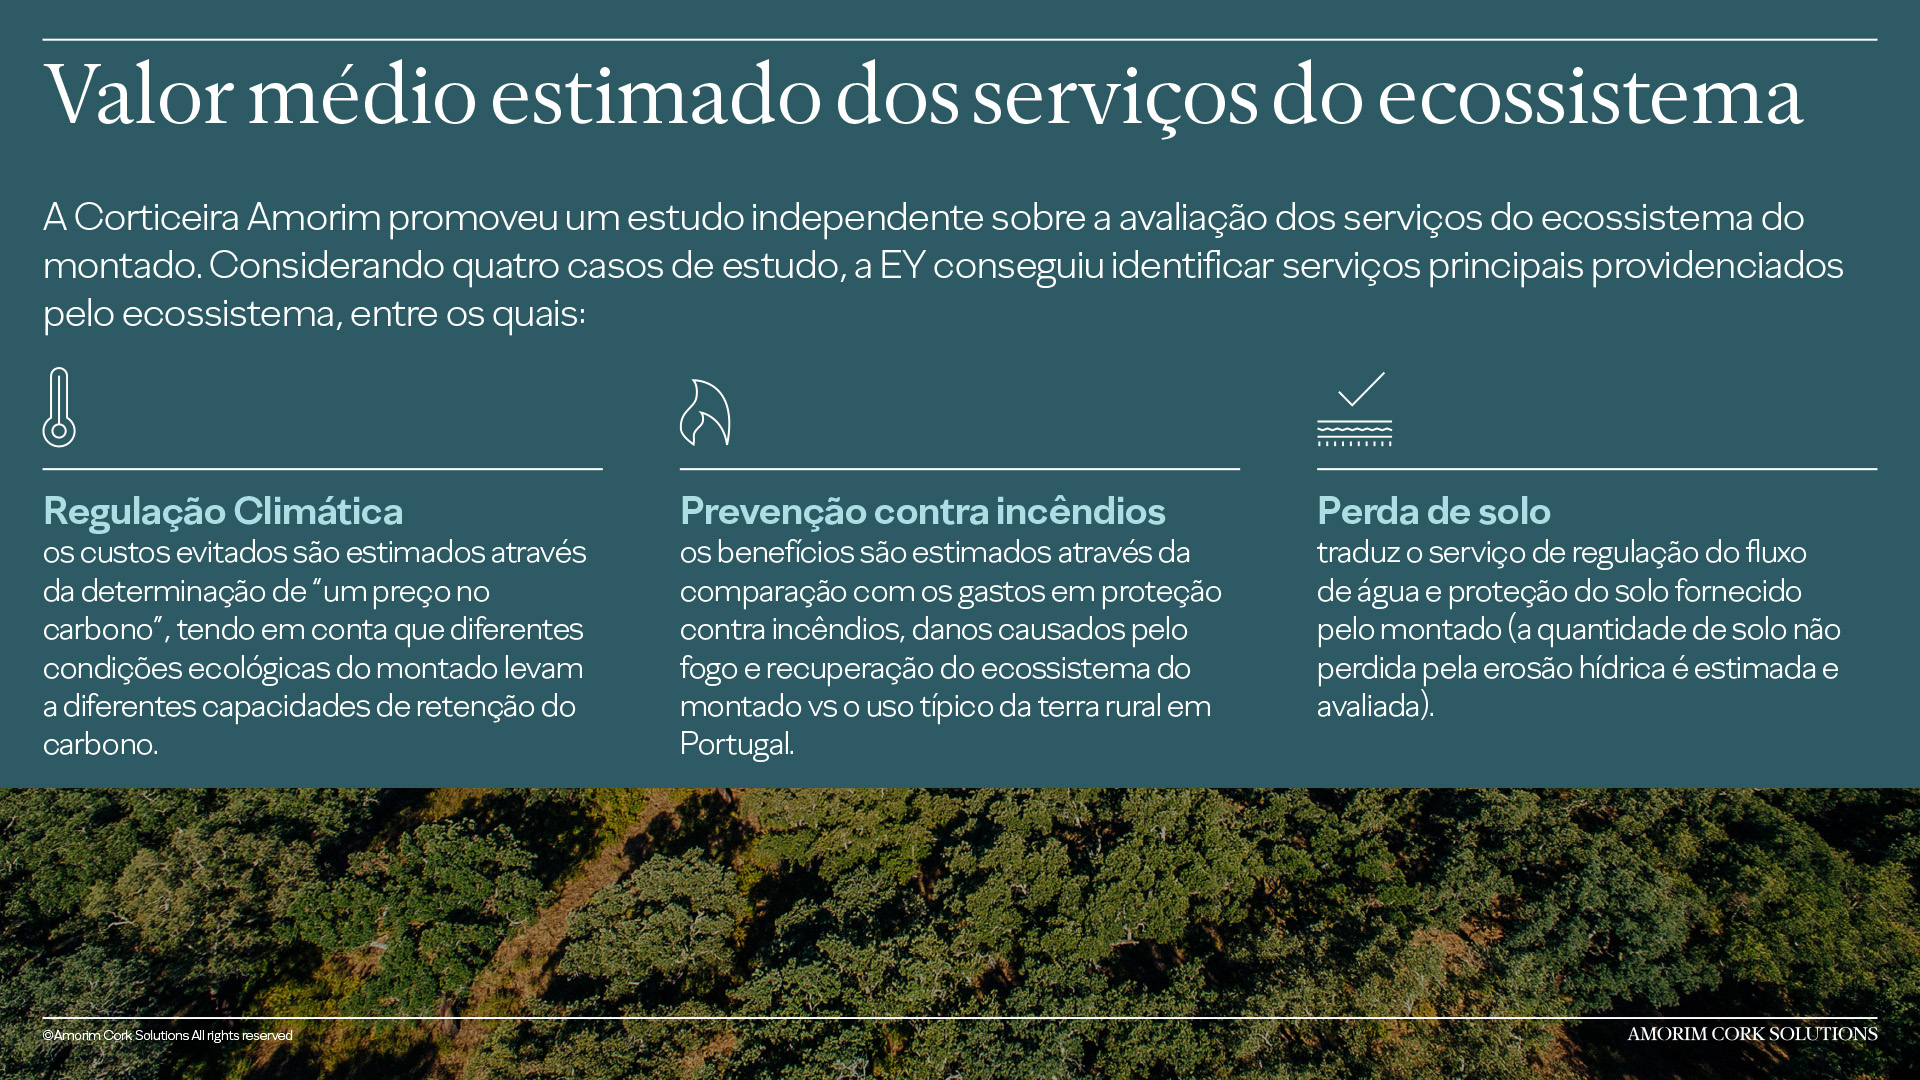 Valor médio estimado dos serviços do ecossistema
A Corticeira Amorim promoveu um estudo independente sobre a avaliação dos serviços do ecossistema do
montado. Considerando quatro casos de estudo, a EY conseguiu identificar serviços principais providenciados
pelo ecossistema, entre os quais:
Regulação Climática
os custos evitados são estimados através
da determinação de “um preço no
carbono”, tendo em conta que diferentes
condições ecológicas do montado levam
a diferentes capacidades de retenção do
carbono.
Prevenção contra incêndios
os benefícios são estimados através da
comparação com os gastos em proteção
contra incêndios, danos causados pelo
fogo e recuperação do ecossistema do
montado vs o uso típico da terra rural em
Portugal.
Perda de solo
traduz o serviço de regulação do fluxo
de água e proteção do solo fornecido
pelo montado (a quantidade de solo não
perdida pela erosão hídrica é estimada e
avaliada).
©Amorim Cork Solutions All rights reserved
AMORIM CORK SOLUTIONS